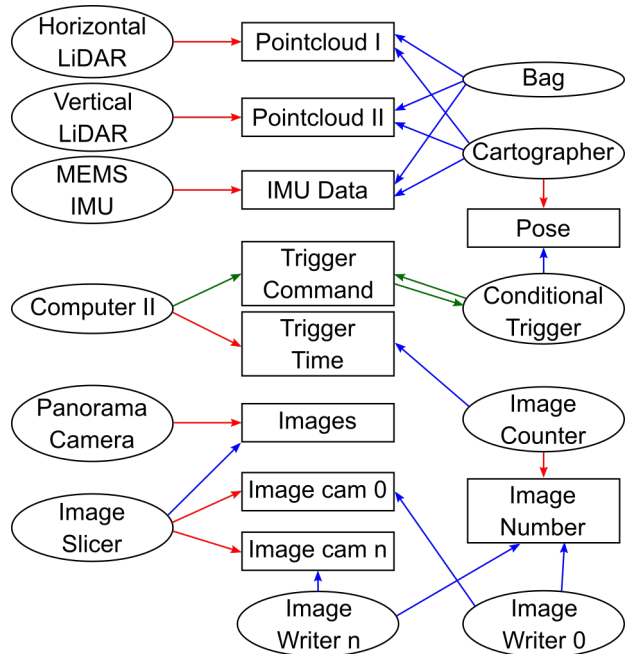 Horizontal
LiDAR
Pointcloud I
Bag
Vertical
LiDAR
Pointcloud II
Cartographer
MEMS
IMU
IMU Data
Pose
Computer II
Trigger
Command
Conditional
Trigger
Trigger
Time
Panorama
Camera
Images
Image
Counter
Image
Slicer
Image cam 0
Image
Number
Image cam n
Image
Writer n
Image
Writer 0